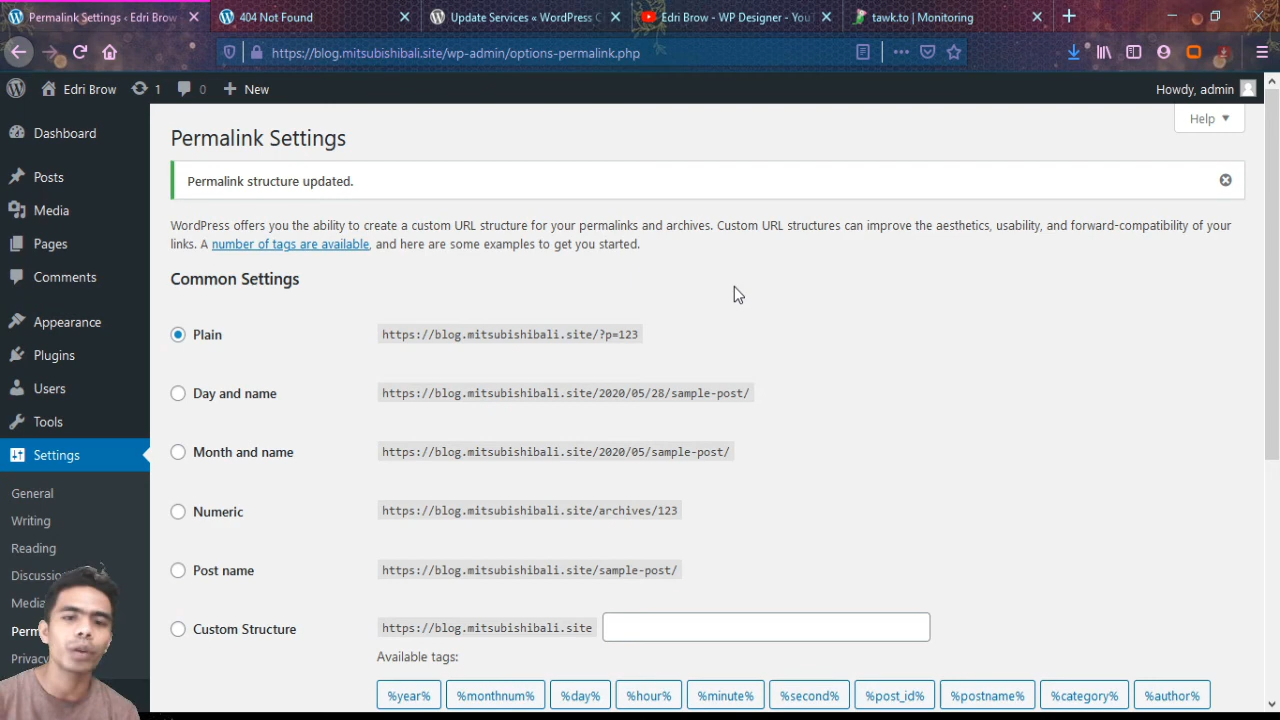 Permalink Settings ‹ Edri Brow
404 Not Found
Update Services « WordPress C
Edri Brow - WP Designer - YouT
tawk.to | Monitoring
https://blog.mitsubishibali.site/wp-admin/options-permalink.php
Edri Brow
1
0
New
Howdy, admin
Dashboard
Posts
Media
Pages
Comments
Appearance
Plugins
Users
Tools
Settings
General
Writing
Reading
Discussio
Media
Perm
Privacy
Help
Permalink Settings
Permalink structure updated.
WordPress offers you the ability to create a custom URL structure for your permalinks and archives. Custom URL structures can improve the aesthetics, usability, and forward-compatibility of your
links. A number of tags are available, and here are some examples to get you started.
Common Settings
Plain https://blog.mitsubishibali.site/?p=123
Day and name https://blog.mitsubishibali.site/2020/05/28/sample-post/
Month and name https://blog.mitsubishibali.site/2020/05/sample-post/
Numeric https://blog.mitsubishibali.site/archives/123
Post name https://blog.mitsubishibali.site/sample-post/
Custom Structure https://blog.mitsubishibali.site
Available tags:
%year% %monthnum% %day% %hour% %minute% %second% %post_id% %postname% %category% %author%